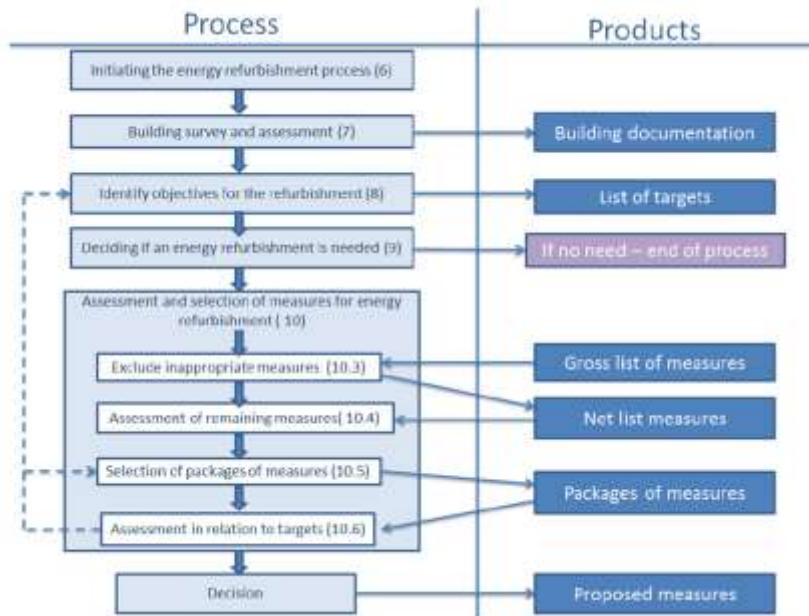 Process
Products
Initiating the energy refurbishment process (6)
Building survey and assessment (7)
Building documentation
Identify objectives for the refurbishment (8)
List of targets
Deciding if an energy refurbishment is needed (9)
If no need – end of process
Assessment and selection of measures for energy
refurbishment ( 10)
Exclude inappropriate measures (10.3)
Gross list of measures
Assessment of remaining measures( 10.4)
Net list measures
Selection of packages of measures (10.5)
Packages of measures
Assessment in relation to targets (10.6)
Decision
Proposed measures